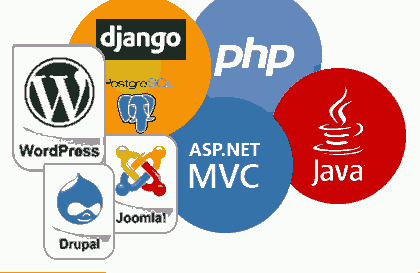 django
php
PostgreSQL
WordPress
ASP.NET
MVC
Java
Joomla!
Drupal